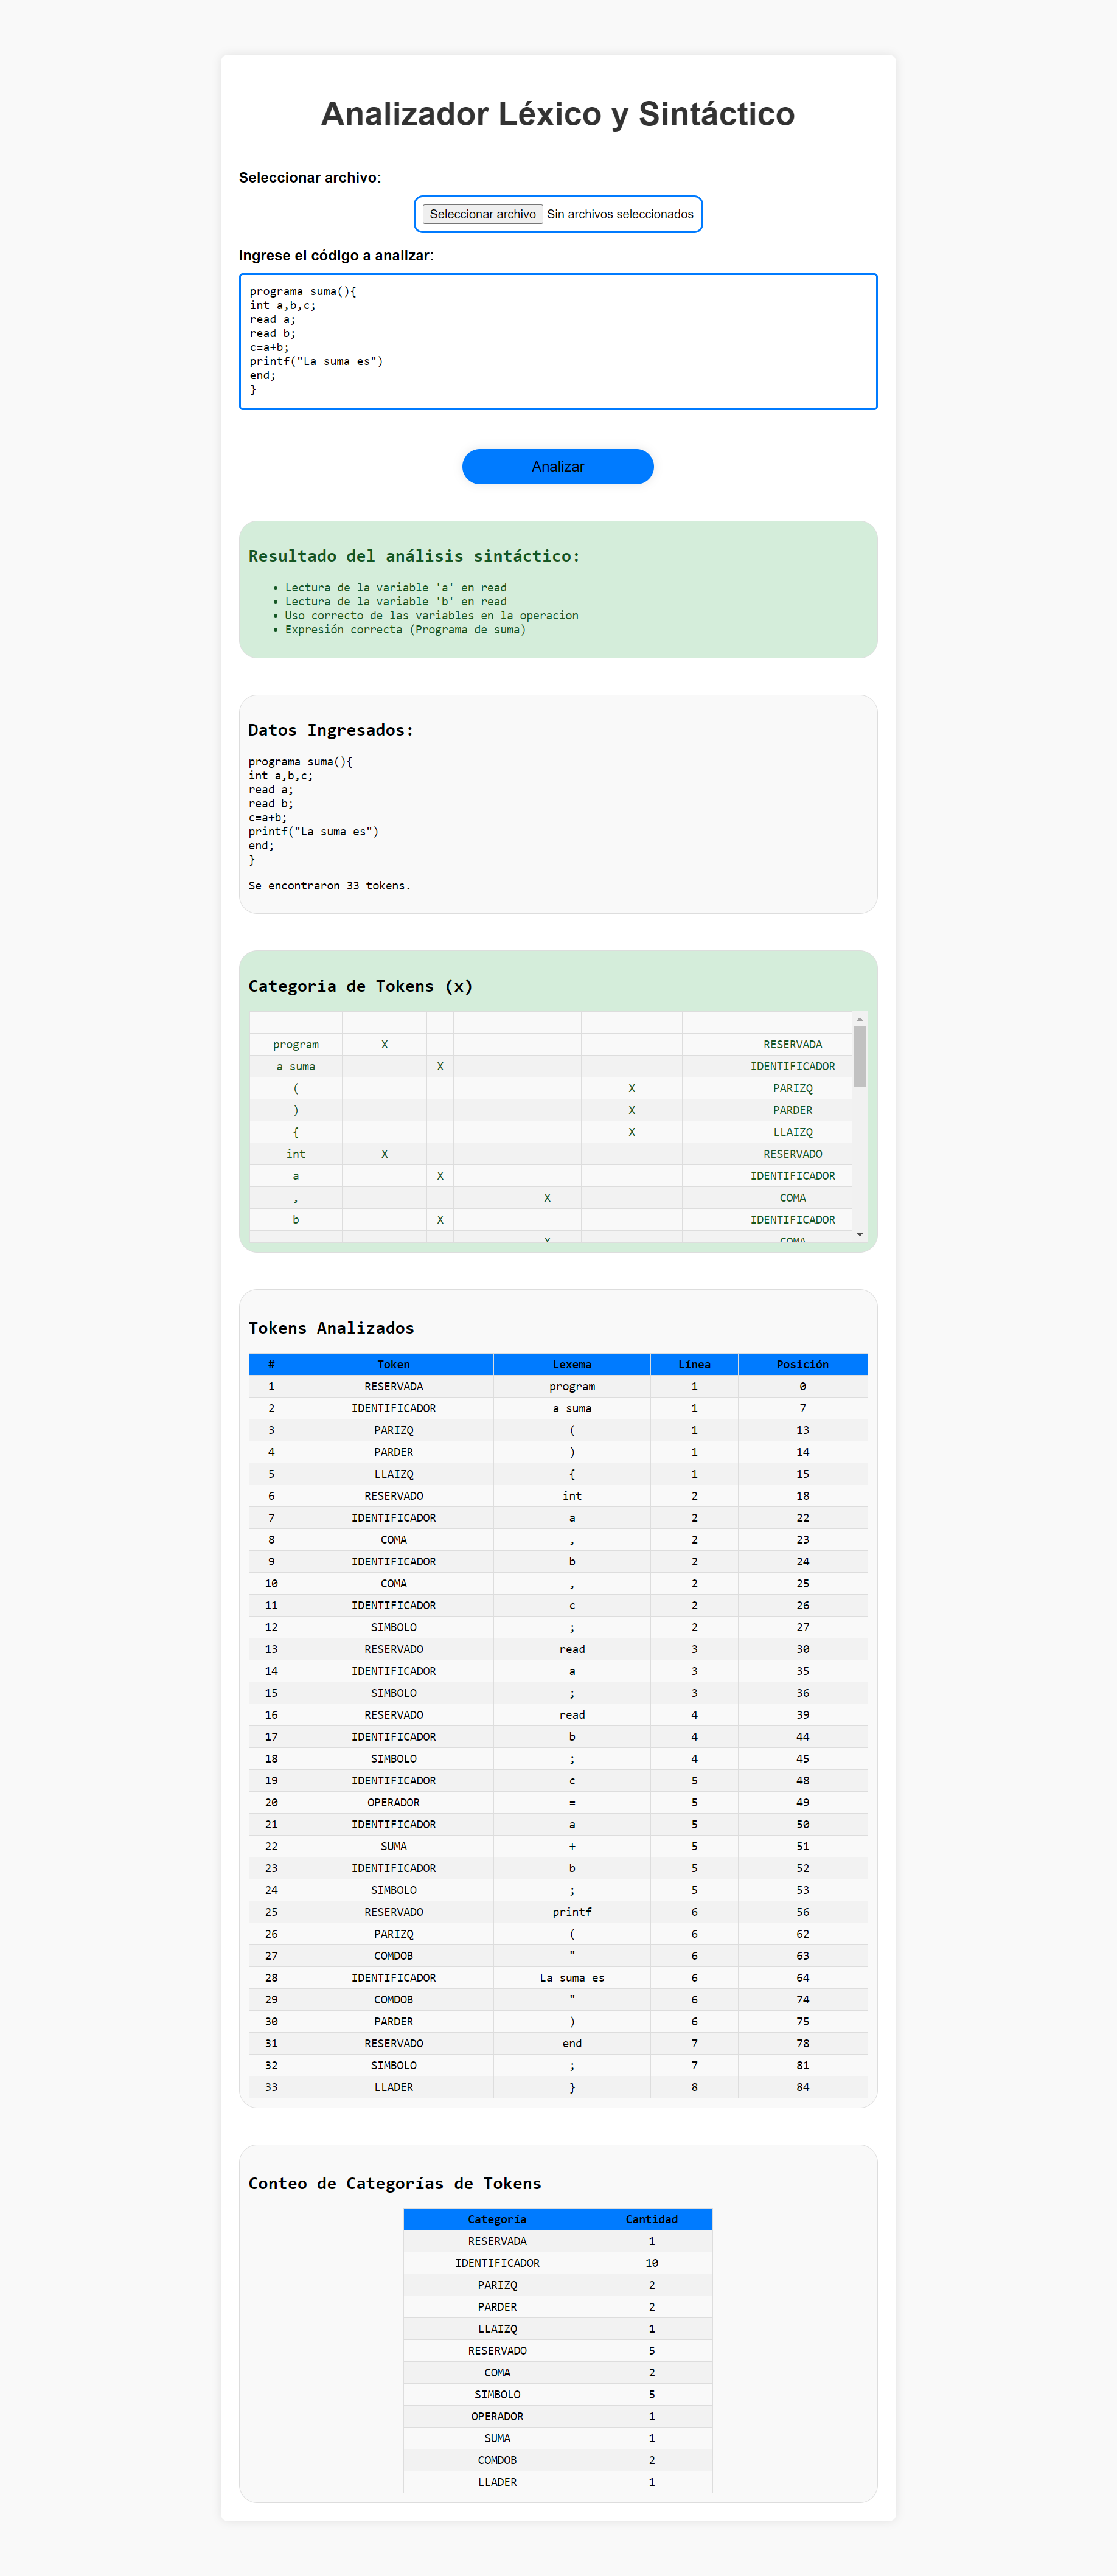 Analizador Léxico y Sintáctico
Seleccionar archivo:
Seleccionar archivo Sin archivos seleccionados
Ingrese el código a analizar:
programa suma(){
int a,b,c;
read a;
read b;
c=a+b;
printf("La suma es")
end;
}
Analizar
Resultado del análisis sintáctico:
• Lectura de la variable 'a' en read
• Lectura de la variable 'b' en read
• Uso correcto de las variables en la operacion
• Expresión correcta (Programa de suma)
Datos Ingresados:
programa suma(){
int a,b,c;
read a;
read b;
c=a+b;
printf("La suma es")
end;
}
Se encontraron 33 tokens.
Categoria de Tokens (x)
program X RESERVADA
a suma X IDENTIFICADOR
( X PARIZQ
) X PARDER
{ X LLAIZQ
int X RESERVADO
a X IDENTIFICADOR
, X COMA
b X IDENTIFICADOR
X COMA
Tokens Analizados
# Token Lexema Línea Posición
1 RESERVADA program 1 0
2 IDENTIFICADOR a suma 1 7
3 PARIZQ ( 1 13
4 PARDER ) 1 14
5 LLAIZQ { 1 15
6 RESERVADO int 2 18
7 IDENTIFICADOR a 2 22
8 COMA , 2 23
9 IDENTIFICADOR b 2 24
10 COMA , 2 25
11 IDENTIFICADOR c 2 26
12 SIMBOLO ; 2 27
13 RESERVADO read 3 30
14 IDENTIFICADOR a 3 35
15 SIMBOLO ; 3 36
16 RESERVADO read 4 39
17 IDENTIFICADOR b 4 44
18 SIMBOLO ; 4 45
19 IDENTIFICADOR c 5 48
20 OPERADOR = 5 49
21 IDENTIFICADOR a 5 50
22 SUMA + 5 51
23 IDENTIFICADOR b 5 52
24 SIMBOLO ; 5 53
25 RESERVADO printf 6 56
26 PARIZQ ( 6 62
27 COMDOB " 6 63
28 IDENTIFICADOR La suma es 6 64
29 COMDOB " 6 74
30 PARDER ) 6 75
31 RESERVADO end 7 78
32 SIMBOLO ; 7 81
33 LLADER } 8 84
Conteo de Categorías de Tokens
Categoría Cantidad
RESERVADA 1
IDENTIFICADOR 10
PARIZQ 2
PARDER 2
LLAIZQ 1
RESERVADO 5
COMA 2
SIMBOLO 5
OPERADOR 1
SUMA 1
COMDOB 2
LLADER 1